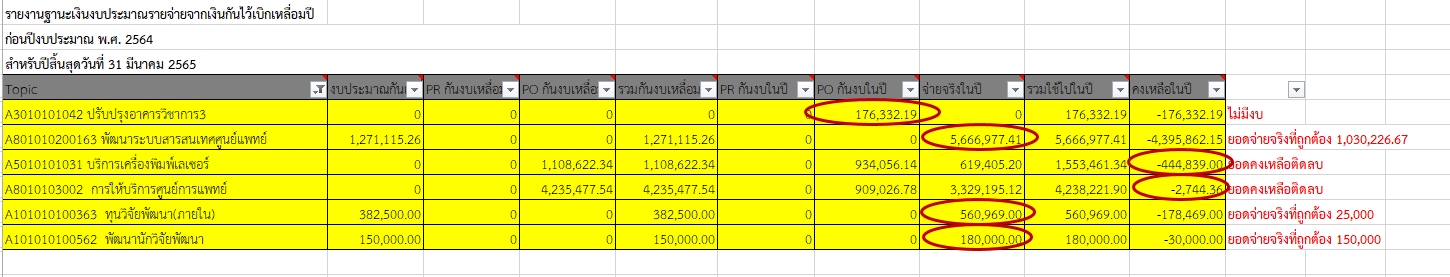 รายงานฐานะเงินงบประมาณรายจ่ายจากเงินกันไว้เบิกเหลื่อมปี
ก่อนปีงบประมาณ พ.ศ. 2564
สำหรับปีสิ้นสุดวันที่ 31 มีนาคม 2565
Topic งบประมาณกัน PR กันงบเหลื่อม PO กันงบเหลื่อ รวมกันงบเหลื่อม PR กันงบในปี PO กันงบในปี จ่ายจริงในปี รวมใช้ไปในปี คงเหลือในปี
A3010101042 ปรับปรุงอาคารวิชาการ3 0 0 0 0 0 176,332.19 0 176,332.19 -176,332.19 ไม่มีงบ
A801010200163 พัฒนาระบบสารสนเทศศูนย์แพทย์ 1,271,115.26 0 0 1,271,115.26 0 0 5,666,977.41 5,666,977.41 -4,395,862.15 ยอดจ่ายจริงที่ถูกต้อง 1,030,226.67
A5010101031 บริการเครื่องพิมพ์เลเซอร์ 0 0 1,108,622.34 1,108,622.34 0 934,056.14 619,405.20 1,553,461.34 -444,839.00 ยอดคงเหลือติดลบ
A8010103002 การให้บริการศูนย์การแพทย์ 0 0 4,235,477.54 4,235,477.54 0 909,026.78 3,329,195.12 4,238,221.90 -2,744.36 ยอดคงเหลือติดลบ
A101010100363 ทุนวิจัยพัฒนา(ภายใน) 382,500.00 0 0 382,500.00 0 0 560,969.00 560,969.00 -178,469.00 ยอดจ่ายจริงที่ถูกต้อง 25,000
A101010100562 พัฒนานักวิจัยพัฒนา 150,000.00 0 0 150,000.00 0 0 180,000.00 180,000.00 -30,000.00 ยอดจ่ายจริงที่ถูกต้อง 150,000